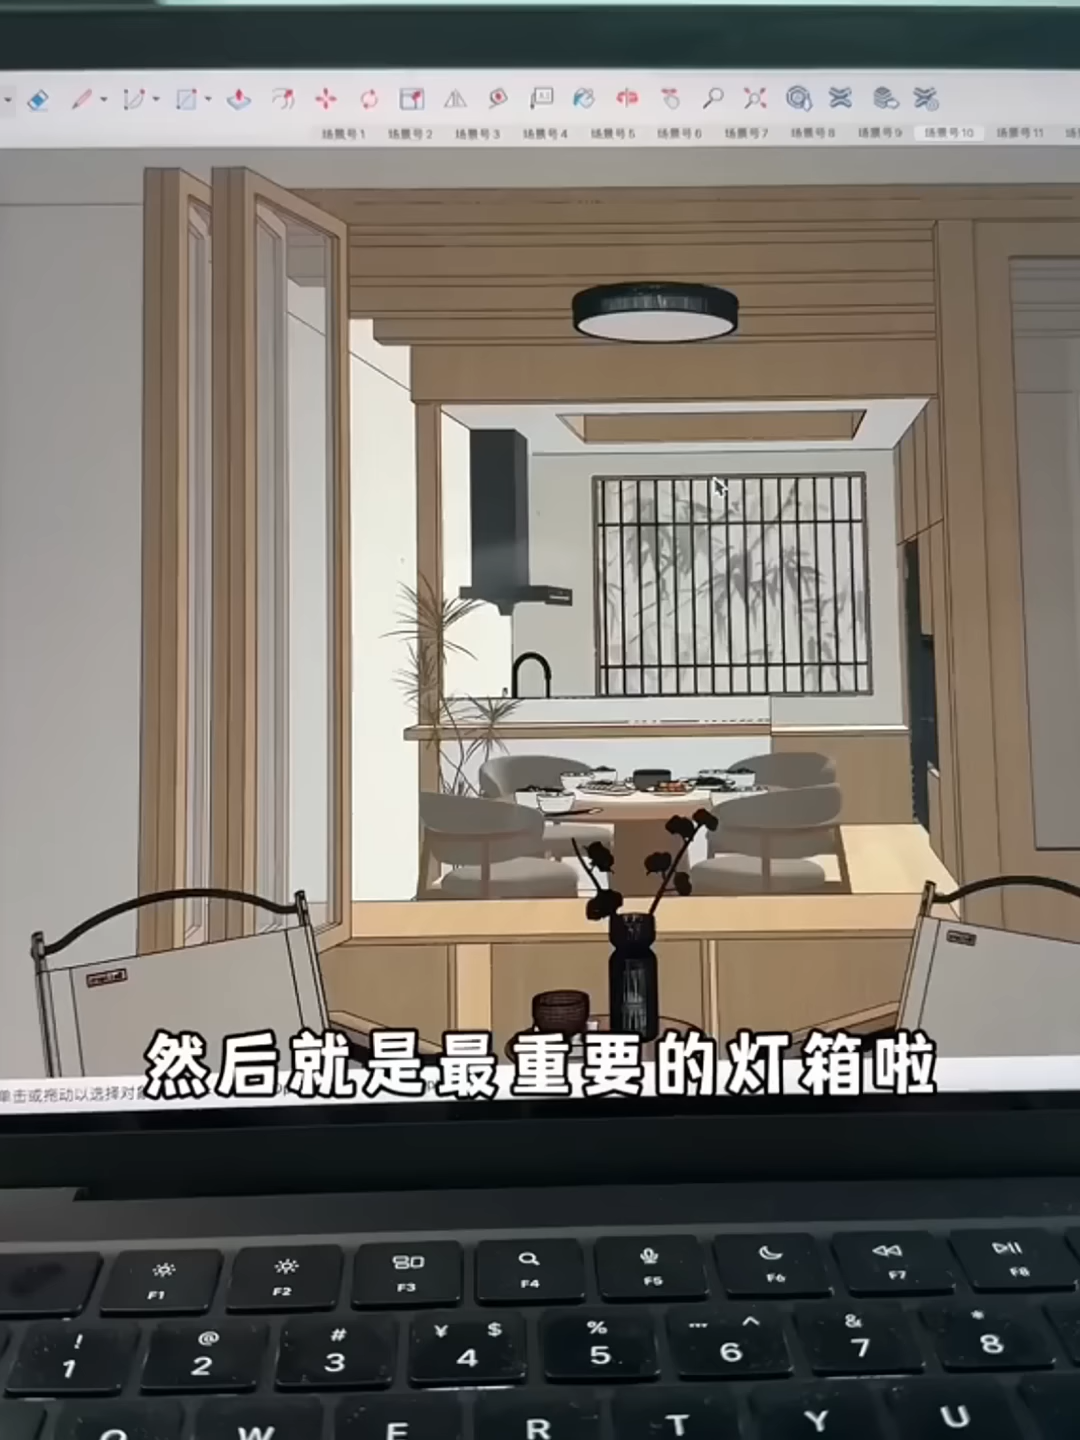 场景号1 场景号2 场景号3 场景号4 场景号5 场景号6 场景号7 场景号8 场景号9 场景号10 场景号11
然后就是最重要的灯箱啦
单击或拖动以选择对象
F1 F2 F3 F4 F5 F6 F7 F8
! @ # ¥ $ % … ^ & *
1 2 3 4 5 6 7 8
Q W E R T Y U